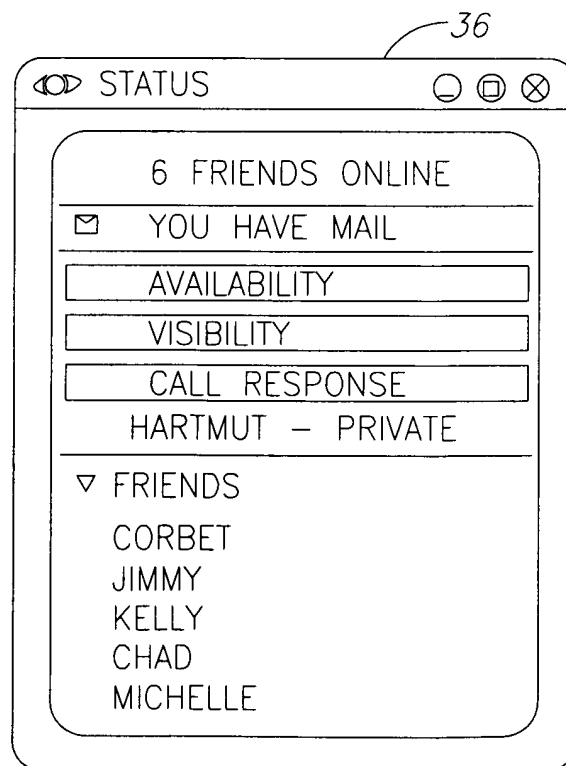 36
STATUS
6 FRIENDS ONLINE
YOU HAVE MAIL
AVAILABILITY
VISIBILITY
CALL RESPONSE
HARTMUT – PRIVATE
FRIENDS
CORBET
JIMMY
KELLY
CHAD
MICHELLE